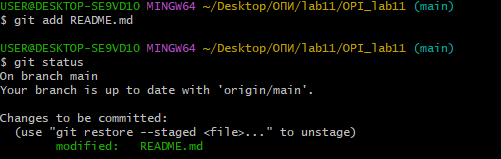 USER@DESKTOP-SE9VD10 MINGW64 ~/Desktop/ОПИ/lab11/OPI_lab11 (main)
$ git add README.md
USER@DESKTOP-SE9VD10 MINGW64 ~/Desktop/ОПИ/lab11/OPI_lab11 (main)
$ git status
On branch main
Your branch is up to date with 'origin/main'.
Changes to be committed:
(use "git restore --staged <file>..." to unstage)
modified: README.md